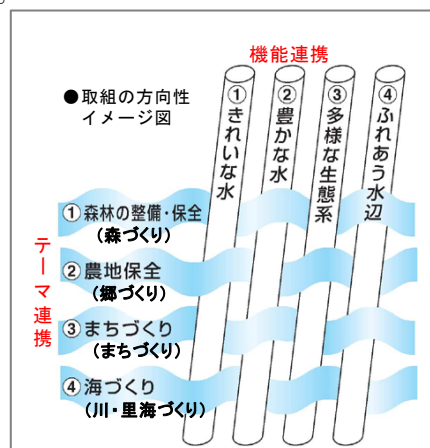 機能連携
●取組の方向性
イメージ図
①きれいな水
②豊かな水
③多様な生態系
④ふれあう水辺
テーマ連携
①森林の整備・保全
(森づくり)
②農地保全
(郷づくり)
③まちづくり
(まちづくり)
④海づくり
(川・里海づくり)